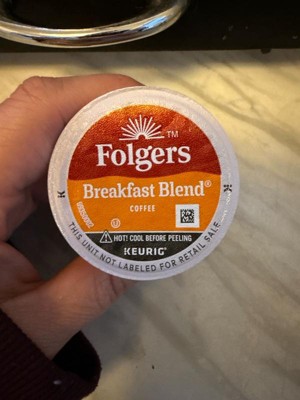 TM
Folgers
Breakfast Blend®
COFFEE
U
K
K
⚠ HOT! COOL BEFORE PEELING
KEURIG®
THIS UNIT NOT LABELED FOR RETAIL SALE